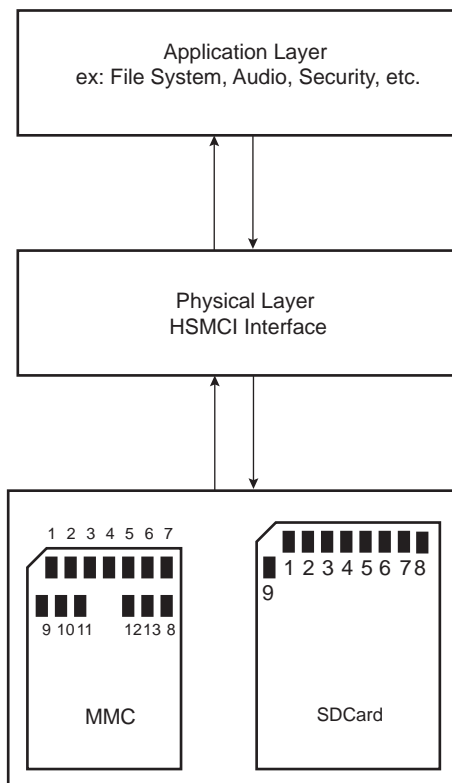 Application Layer
ex: File System, Audio, Security, etc.
Physical Layer
HSMCI Interface
1 2 3 4 5 6 7
9 10 11 12 13 8
MMC
1 2 3 4 5 6 7 8
9
SDCard